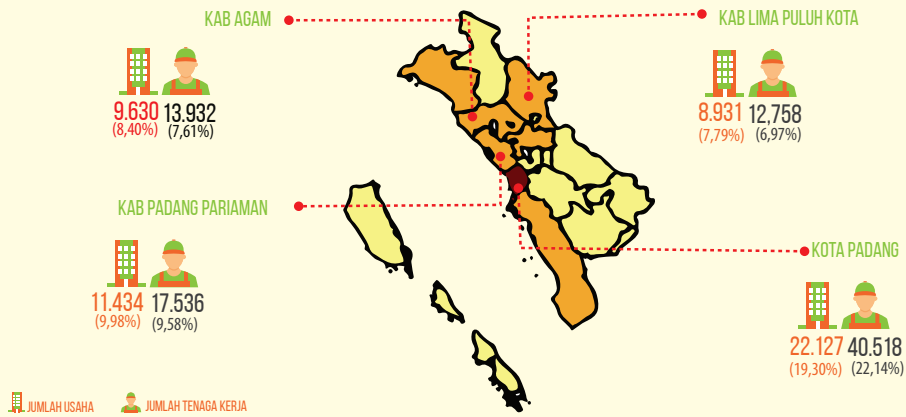 KAB AGAM
9.630 13.932
(8,40%) (7,61%)
KAB LIMA PULUH KOTA
8.931 12,758
(7,79%) (6,97%)
KAB PADANG PARIAMAN
11.434 17.536
(9,98%) (9,58%)
KOTA PADANG
22.127 40.518
(19,30%) (22,14%)
JUMLAH USAHA JUMLAH TENAGA KERJA